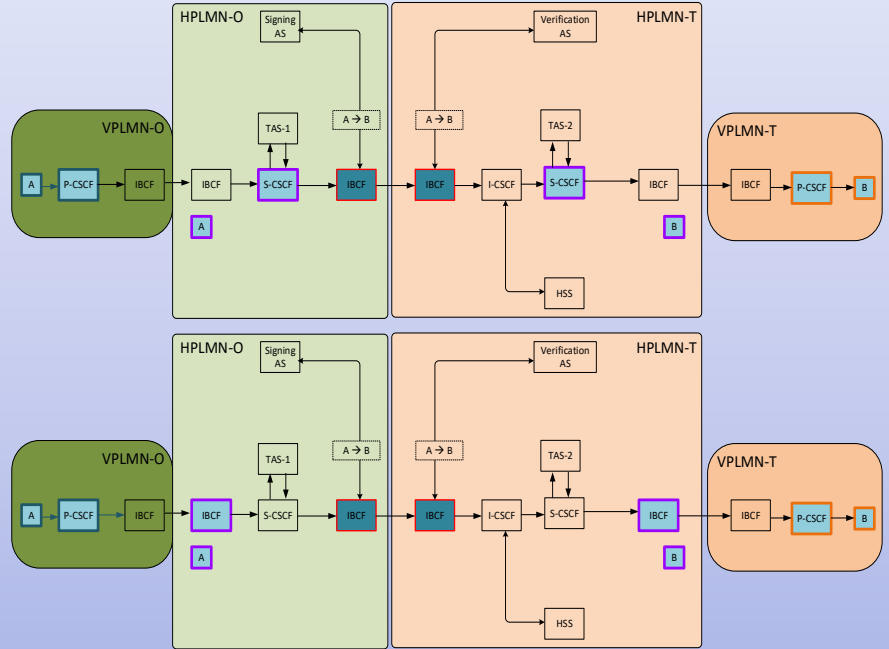 HPLMN-O
Signing
AS
Verification
AS
HPLMN-T
VPLMN-O
TAS-1
A → B
A → B
TAS-2
VPLMN-T
A
P-CSCF
IBCF
IBCF
S-CSCF
IBCF
IBCF
I-CSCF
S-CSCF
IBCF
IBCF
P-CSCF
B
A
B
HSS
HPLMN-O
Signing
AS
Verification
AS
HPLMN-T
VPLMN-O
TAS-1
A → B
A → B
TAS-2
VPLMN-T
A
P-CSCF
IBCF
IBCF
S-CSCF
IBCF
IBCF
I-CSCF
S-CSCF
IBCF
IBCF
P-CSCF
B
A
B
HSS